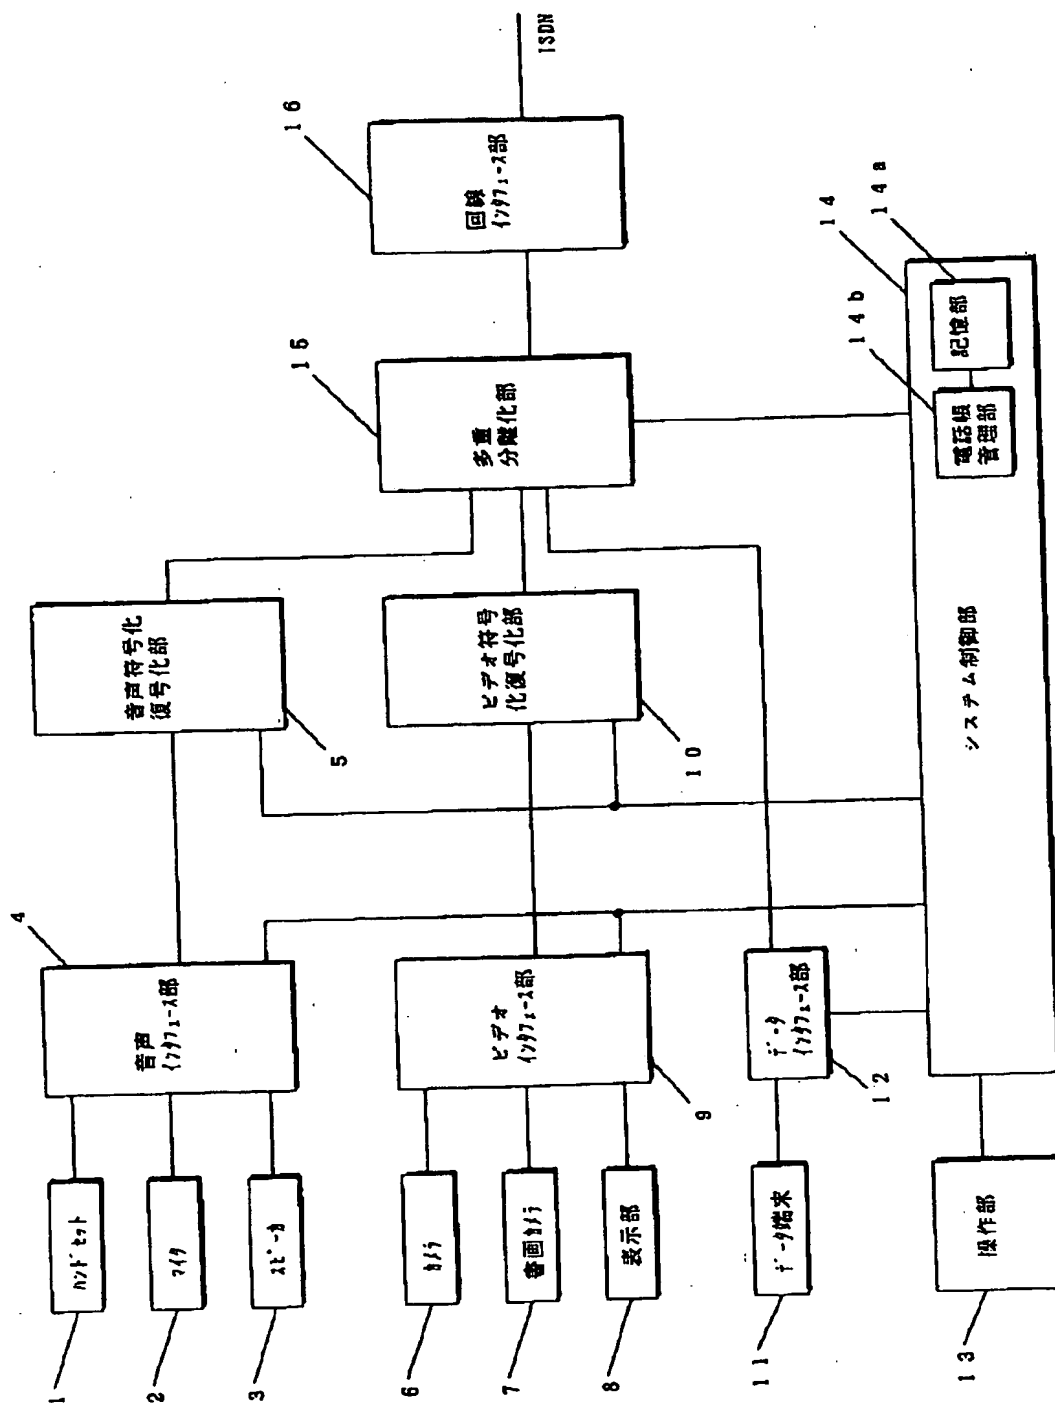 1
ハンドセット
2
マイク
3
スピーカ
4
音声
インタフェース部
5
音声符号化
復号化部
6
カメラ
7
書画カメラ
8
表示部
9
ビデオ
インタフェース部
10
ビデオ符号
化復号化部
11
データ端末
12
データ
インタフェース部
13
操作部
14
システム制御部
14b
電話帳
管理部
14a
記憶部
15
多重
分離化部
16
回線
インタフェース部
ISDN